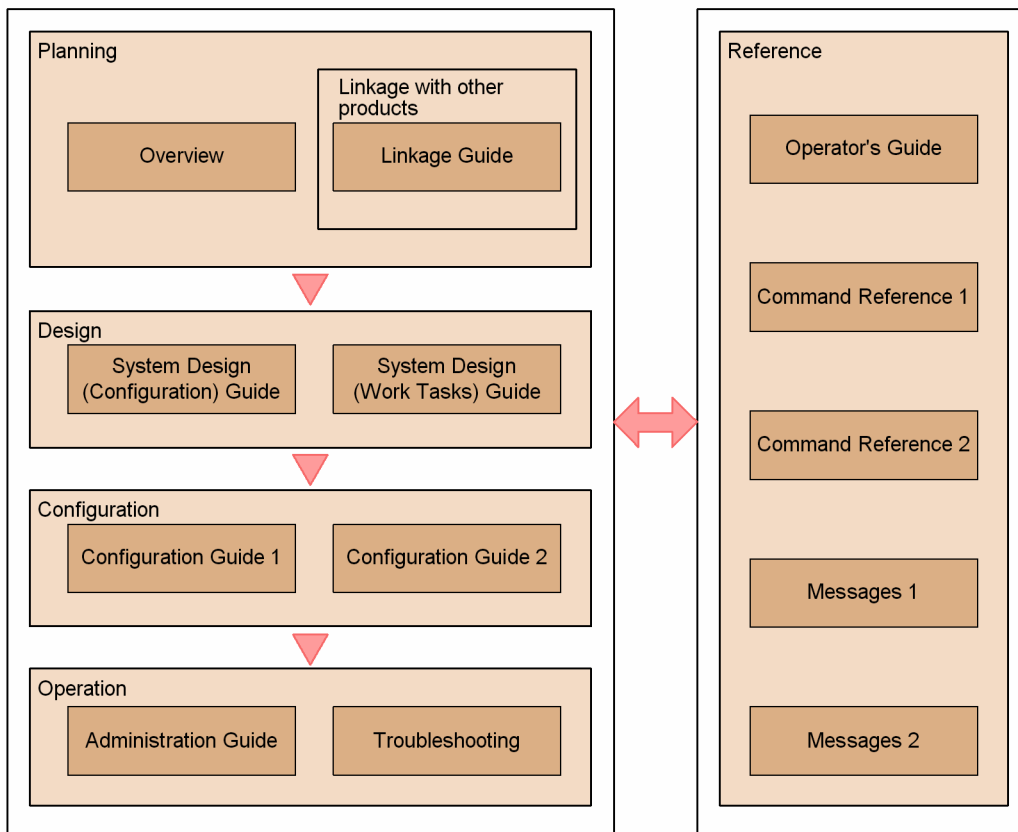 Planning
Linkage with other
products
Overview
Linkage Guide
Design
System Design
(Configuration) Guide
System Design
(Work Tasks) Guide
Configuration
Configuration Guide 1
Configuration Guide 2
Operation
Administration Guide
Troubleshooting
Reference
Operator's Guide
Command Reference 1
Command Reference 2
Messages 1
Messages 2